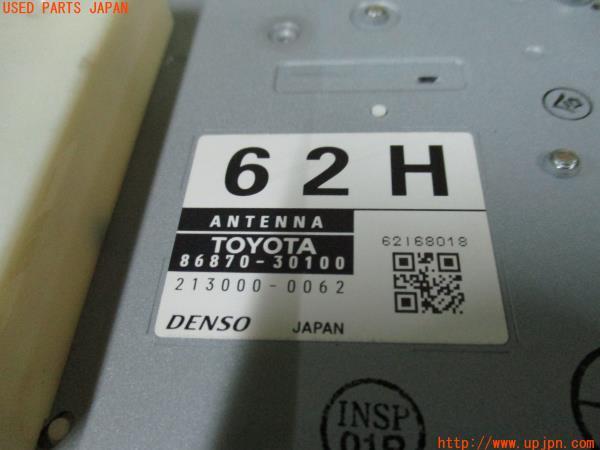 USED PARTS JAPAN
62H
ANTENNA
TOYOTA
86870-30100
62168018
213000-0062
DENSO JAPAN
INSP
http://www.upjpn.com/